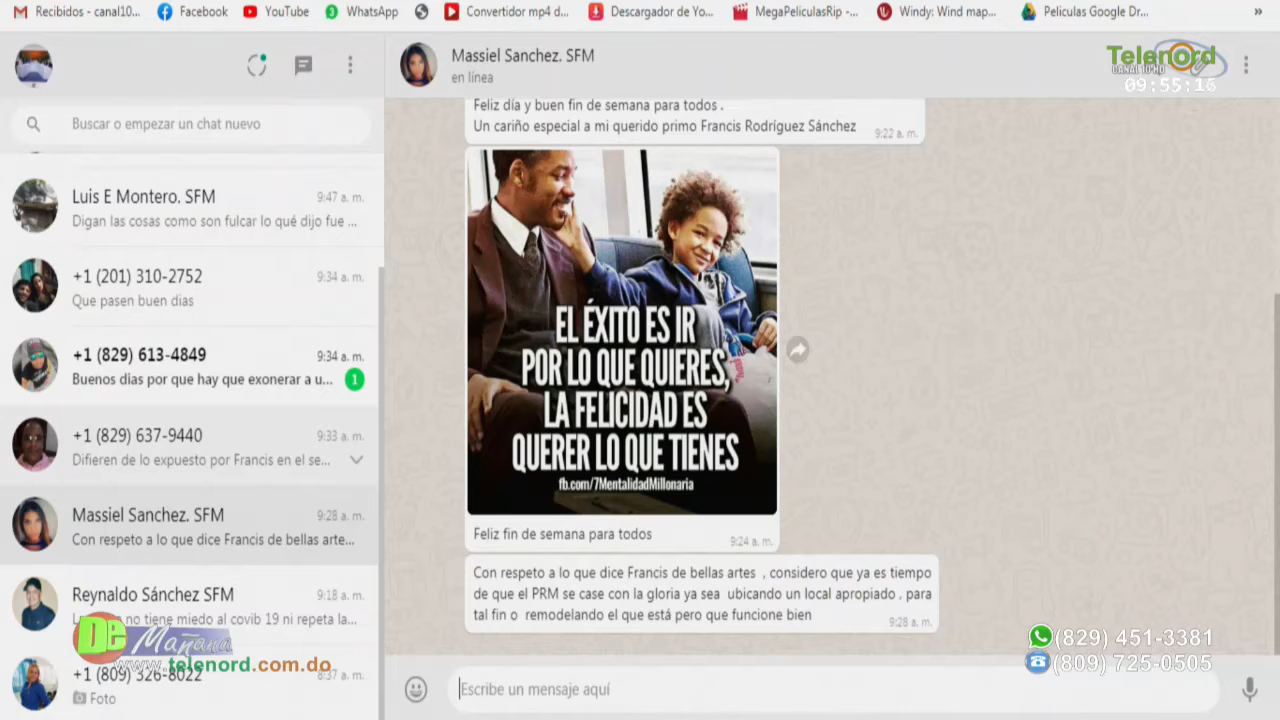 Recibidos - canal10...
Facebook
YouTube
WhatsApp
Convertidor mp4 d...
Descargador de Yo...
MegaPeliculasRip -...
Windy: Wind map...
Peliculas Google Dr...
»
Massiel Sanchez. SFM
en línea
Telenord
CANAL 10 HD
09:55:16
Buscar o empezar un chat nuevo
Luis E Montero. SFM
9:47 a. m.
Digan las cosas como son fulcar lo qué dijo fue ...
+1 (201) 310-2752
9:34 a. m.
Que pasen buen dias
+1 (829) 613-4849
9:34 a. m.
Buenos dias por que hay que exonerar a u...
1
+1 (829) 637-9440
9:33 a. m.
Difieren de lo expuesto por Francis en el se...
Massiel Sanchez. SFM
9:28 a. m.
Con respeto a lo que dice Francis de bellas arte...
Reynaldo Sánchez SFM
9:18 a. m.
no tiene miedo al covib 19 ni repeta la...
De Mañana
www.telenord.com.do
+1 (809) 326-8022
8:37 a. m.
Foto
Feliz día y buen fin de semana para todos .
Un cariño especial a mi querido primo Francis Rodríguez Sánchez
9:22 a. m.
EL ÉXITO ES IR
POR LO QUE QUIERES,
LA FELICIDAD ES
QUERER LO QUE TIENES
fb.com/7MentalidadMillonaria
Feliz fin de semana para todos
9:24 a. m.
Con respeto a lo que dice Francis de bellas artes , considero que ya es tiempo
de que el PRM se case con la gloria ya sea ubicando un local apropiado , para
tal fin o remodelando el que está pero que funcione bien
9:28 a. m.
(829) 451-3381
(809) 725-0505
Escribe un mensaje aquí